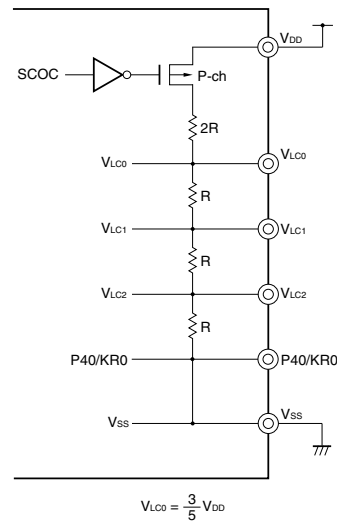 VDD
SCOC
P-ch
2R
VLC0 VLC0
R
VLC1 VLC1
R
VLC2 VLC2
R
P40/KR0 P40/KR0
VSS VSS
VLC0 = 3/5 VDD